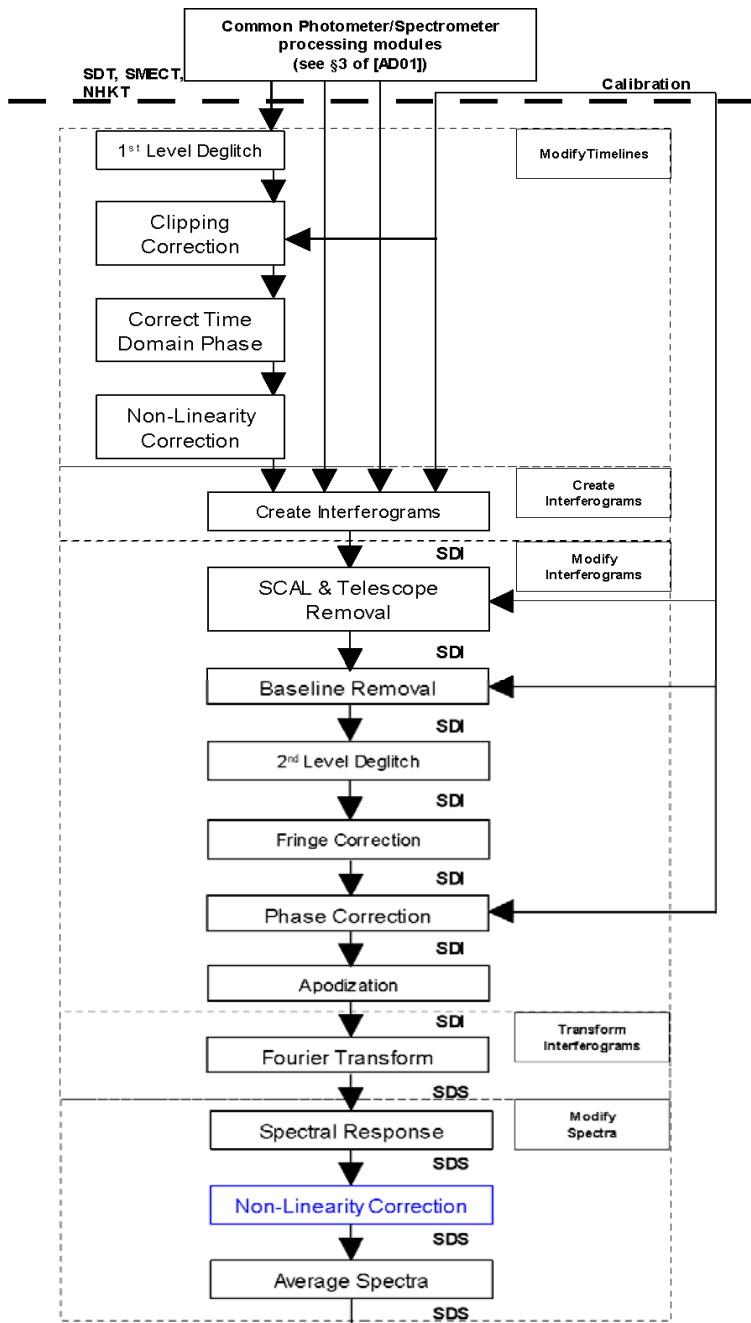 Common Photometer/Spectrometer
processing modules
(see §3 of [AD01])
SDT, SMECT,
NHKT
Calibration
1st Level Deglitch
Modify Timelines
Clipping
Correction
Correct Time
Domain Phase
Non-Linearity
Correction
Create
Interferograms
Create Interferograms
SDI
Modify
Interferograms
SCAL & Telescope
Removal
SDI
Baseline Removal
SDI
2nd Level Deglitch
SDI
Fringe Correction
SDI
Phase Correction
SDI
Apodization
SDI
Transform
Interferograms
Fourier Transform
SDS
Modify
Spectra
Spectral Response
SDS
Non-Linearity Correction
SDS
Average Spectra
SDS